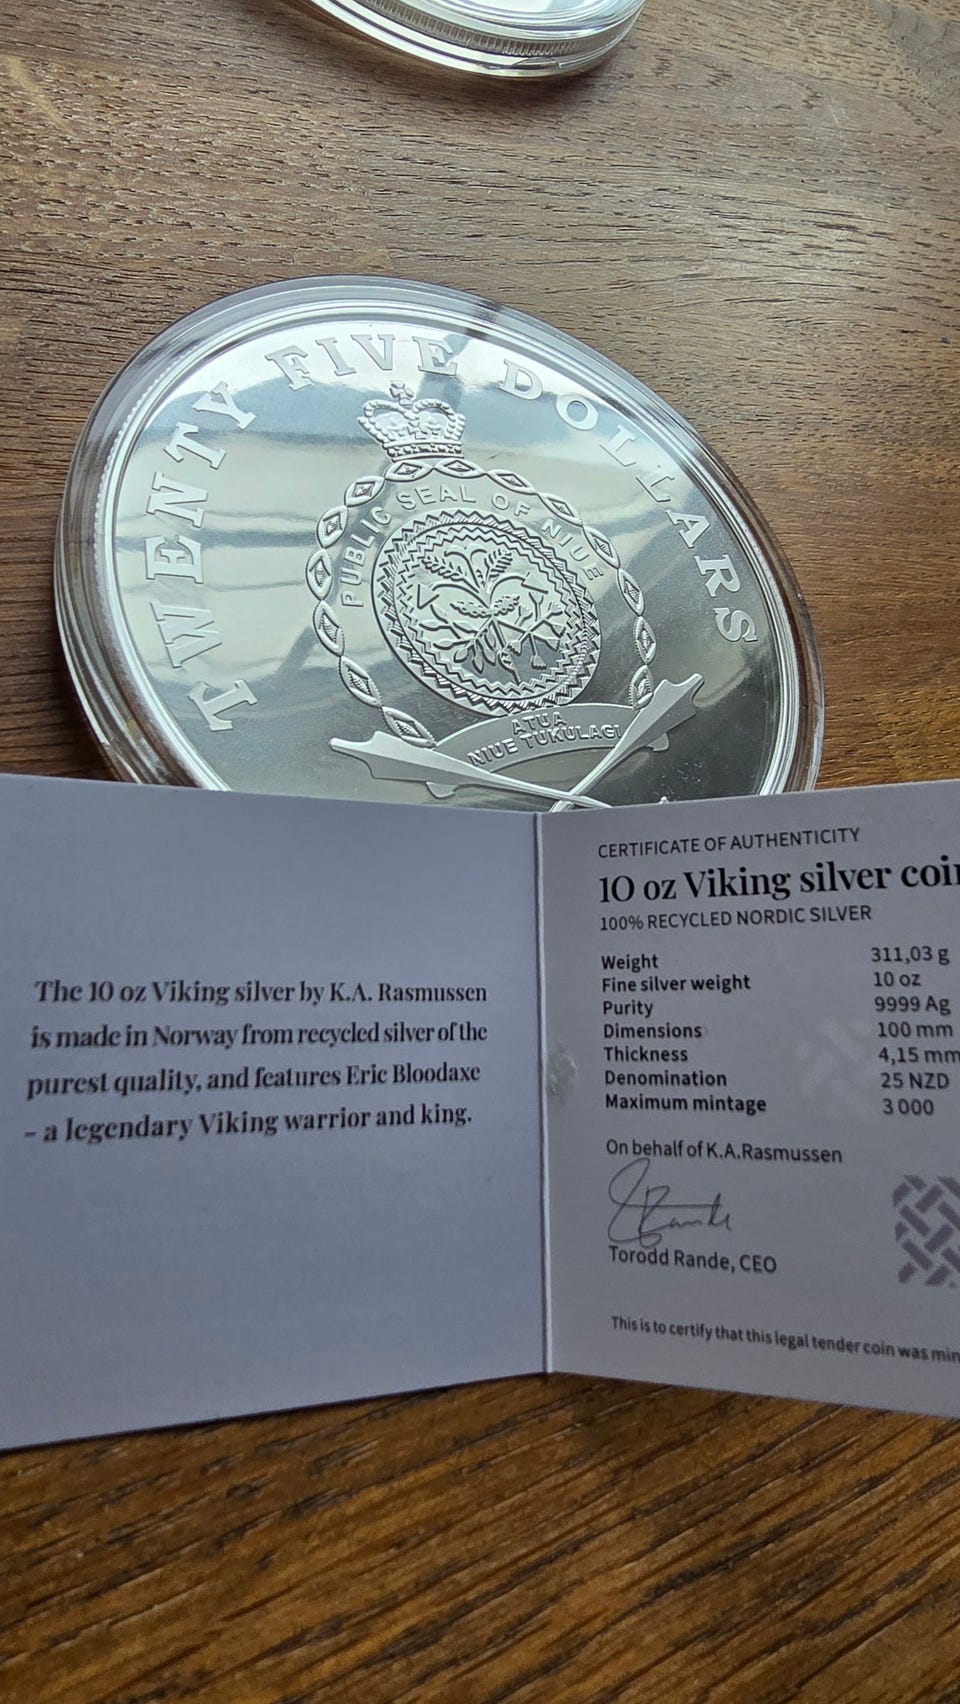 TWENTY FIVE DOLLARS
PUBLIC SEAL OF NIUE
ATUA
NIUE TUKULAGI
The 10 oz Viking silver by K.A. Rasmussen
is made in Norway from recycled silver of the
purest quality, and features Eric Bloodaxe
– a legendary Viking warrior and king.
CERTIFICATE OF AUTHENTICITY
10 oz Viking silver coi
100% RECYCLED NORDIC SILVER
Weight 311,03 g
Fine silver weight 10 oz
Purity 9999 Ag
Dimensions 100 mm
Thickness 4,15 mm
Denomination 25 NZD
Maximum mintage 3 000
On behalf of K.A.Rasmussen
Torodd Rande, CEO
This is to certify that this legal tender coin was min